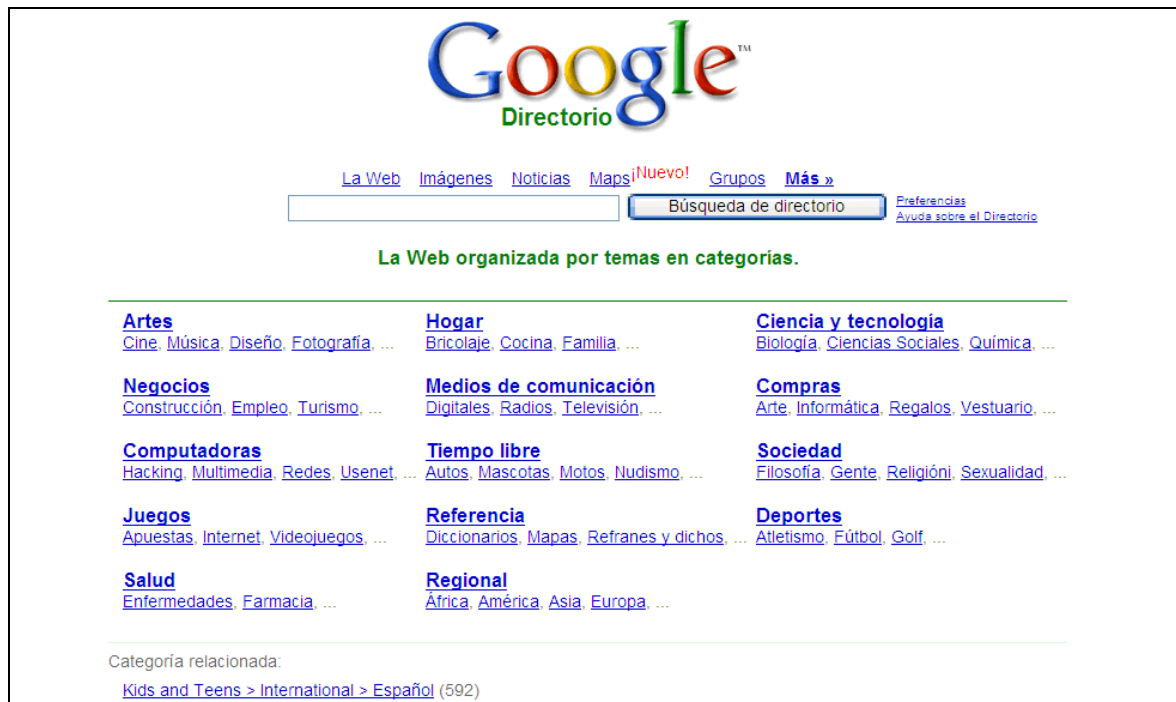 Google™
Directorio
La Web Imágenes Noticias Maps ¡Nuevo! Grupos Más »
Búsqueda de directorio
Preferencias
Ayuda sobre el Directorio
La Web organizada por temas en categorías.
Artes
Cine, Música, Diseño, Fotografía, ...
Hogar
Bricolaje, Cocina, Familia, ...
Ciencia y tecnología
Biología, Ciencias Sociales, Química, ...
Negocios
Construcción, Empleo, Turismo, ...
Medios de comunicación
Digitales, Radios, Televisión, ...
Compras
Arte, Informática, Regalos, Vestuario, ...
Computadoras
Hacking, Multimedia, Redes, Usenet, ...
Tiempo libre
Autos, Mascotas, Motos, Nudismo, ...
Sociedad
Filosofía, Gente, Religióni, Sexualidad, ...
Juegos
Apuestas, Internet, Videojuegos, ...
Referencia
Diccionarios, Mapas, Refranes y dichos, ...
Deportes
Atletismo, Fútbol, Golf, ...
Salud
Enfermedades, Farmacia, ...
Regional
África, América, Asia, Europa, ...
Categoría relacionada:
Kids and Teens > International > Español (592)